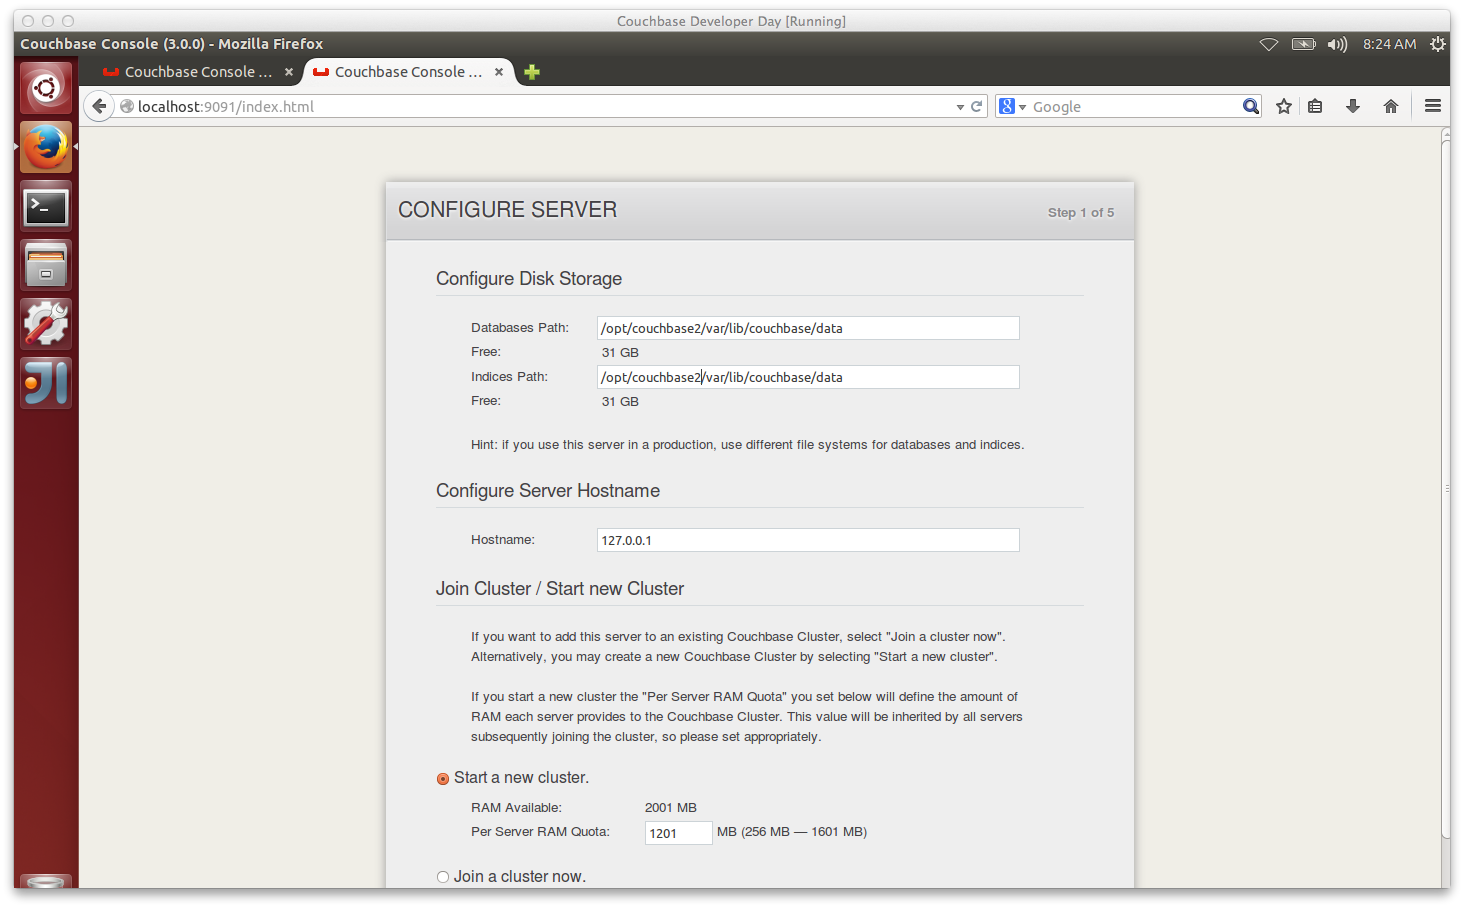 Couchbase Developer Day [Running]
Couchbase Console (3.0.0) - Mozilla Firefox
8:24 AM
Couchbase Console ...
Couchbase Console ...
localhost:9091/index.html
8
Google
CONFIGURE SERVER
Step 1 of 5
Configure Disk Storage
Databases Path: /opt/couchbase2/var/lib/couchbase/data
Free: 31 GB
Indices Path: /opt/couchbase2/var/lib/couchbase/data
Free: 31 GB
Hint: if you use this server in a production, use different file systems for databases and indices.
Configure Server Hostname
Hostname: 127.0.0.1
Join Cluster / Start new Cluster
If you want to add this server to an existing Couchbase Cluster, select "Join a cluster now".
Alternatively, you may create a new Couchbase Cluster by selecting "Start a new cluster".
If you start a new cluster the "Per Server RAM Quota" you set below will define the amount of
RAM each server provides to the Couchbase Cluster. This value will be inherited by all servers
subsequently joining the cluster, so please set appropriately.
Start a new cluster.
RAM Available: 2001 MB
Per Server RAM Quota: 1201 MB (256 MB — 1601 MB)
Join a cluster now.